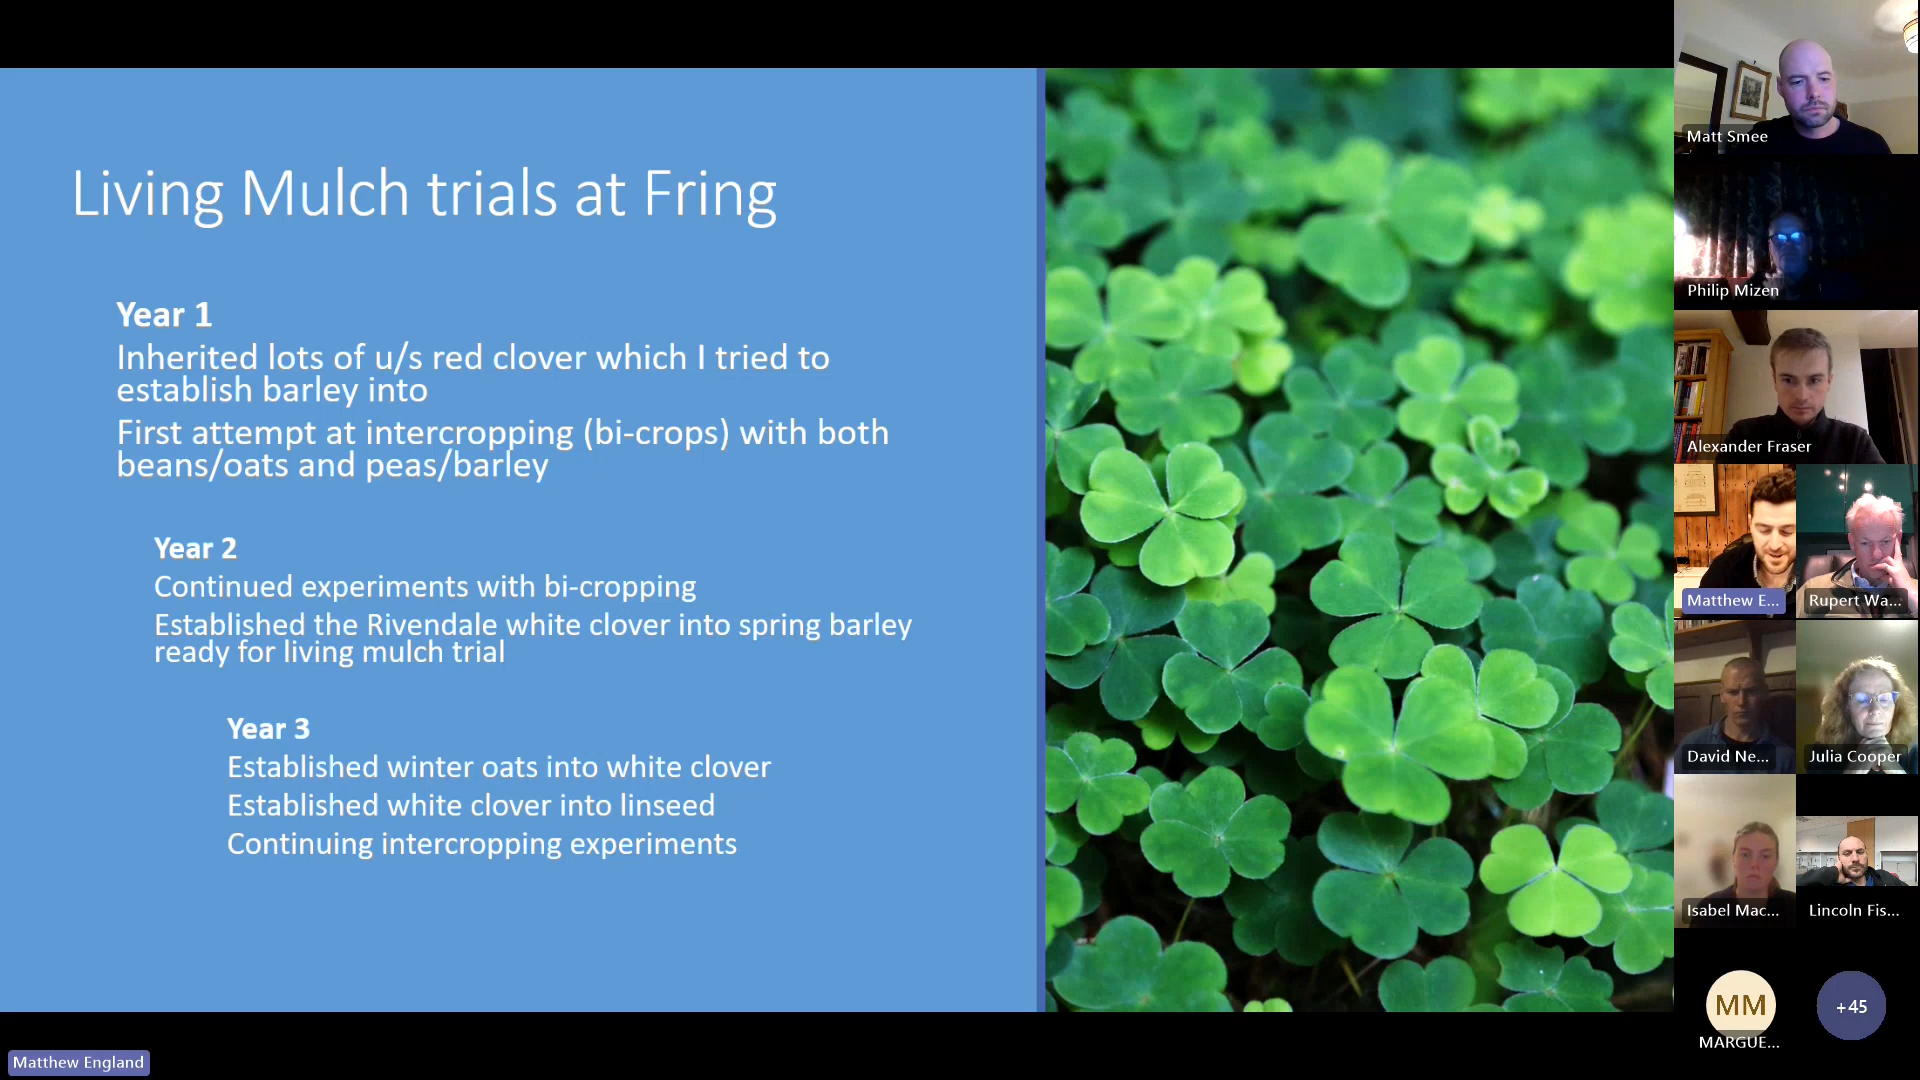 Living Mulch trials at Fring
Year 1
Inherited lots of u/s red clover which I tried to
establish barley into
First attempt at intercropping (bi-crops) with both
beans/oats and peas/barley
Year 2
Continued experiments with bi-cropping
Established the Rivendale white clover into spring barley
ready for living mulch trial
Year 3
Established winter oats into white clover
Established white clover into linseed
Continuing intercropping experiments
Matthew England
Matt Smee
Philip Mizen
Alexander Fraser
Matthew E...
Rupert Wa...
David Ne...
Julia Cooper
Isabel Mac...
Lincoln Fis...
MM
MARGUE...
+45